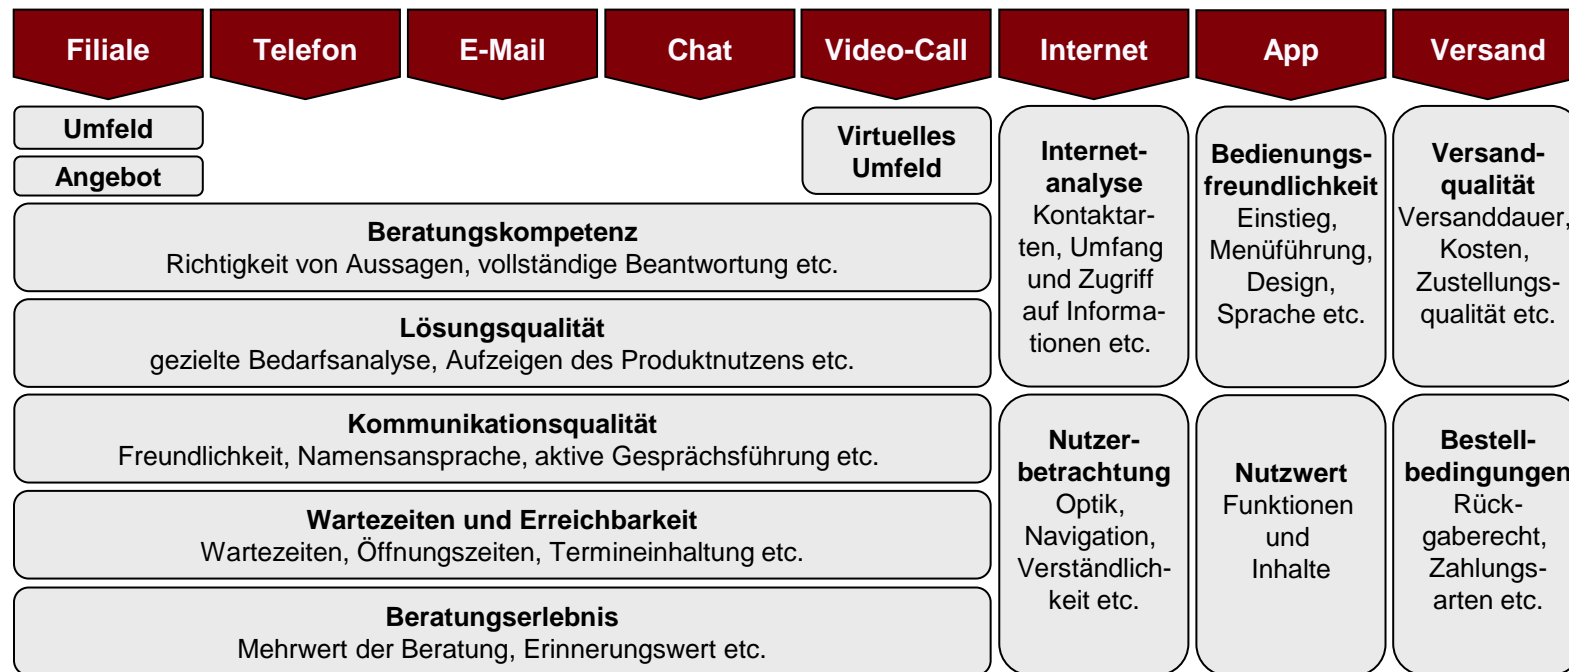 Filiale
Telefon
E-Mail
Chat
Video-Call
Internet
App
Versand
Umfeld
Angebot
Virtuelles
Umfeld
Beratungskompetenz
Richtigkeit von Aussagen, vollständige Beantwortung etc.
Lösungsqualität
gezielte Bedarfsanalyse, Aufzeigen des Produktnutzens etc.
Kommunikationsqualität
Freundlichkeit, Namensansprache, aktive Gesprächsführung etc.
Wartezeiten und Erreichbarkeit
Wartezeiten, Öffnungszeiten, Termineinhaltung etc.
Beratungserlebnis
Mehrwert der Beratung, Erinnerungswert etc.
Internet-
analyse
Kontaktar-
ten, Umfang
und Zugriff
auf Informa-
tionen etc.
Nutzer-
betrachtung
Optik,
Navigation,
Verständlich-
keit etc.
Bedienungs-
freundlichkeit
Einstieg,
Menüführung,
Design,
Sprache etc.
Nutzwert
Funktionen
und
Inhalte
Versand-
qualität
Versanddauer,
Kosten,
Zustellungs-
qualität etc.
Bestell-
bedingungen
Rück-
gaberecht,
Zahlungs-
arten etc.